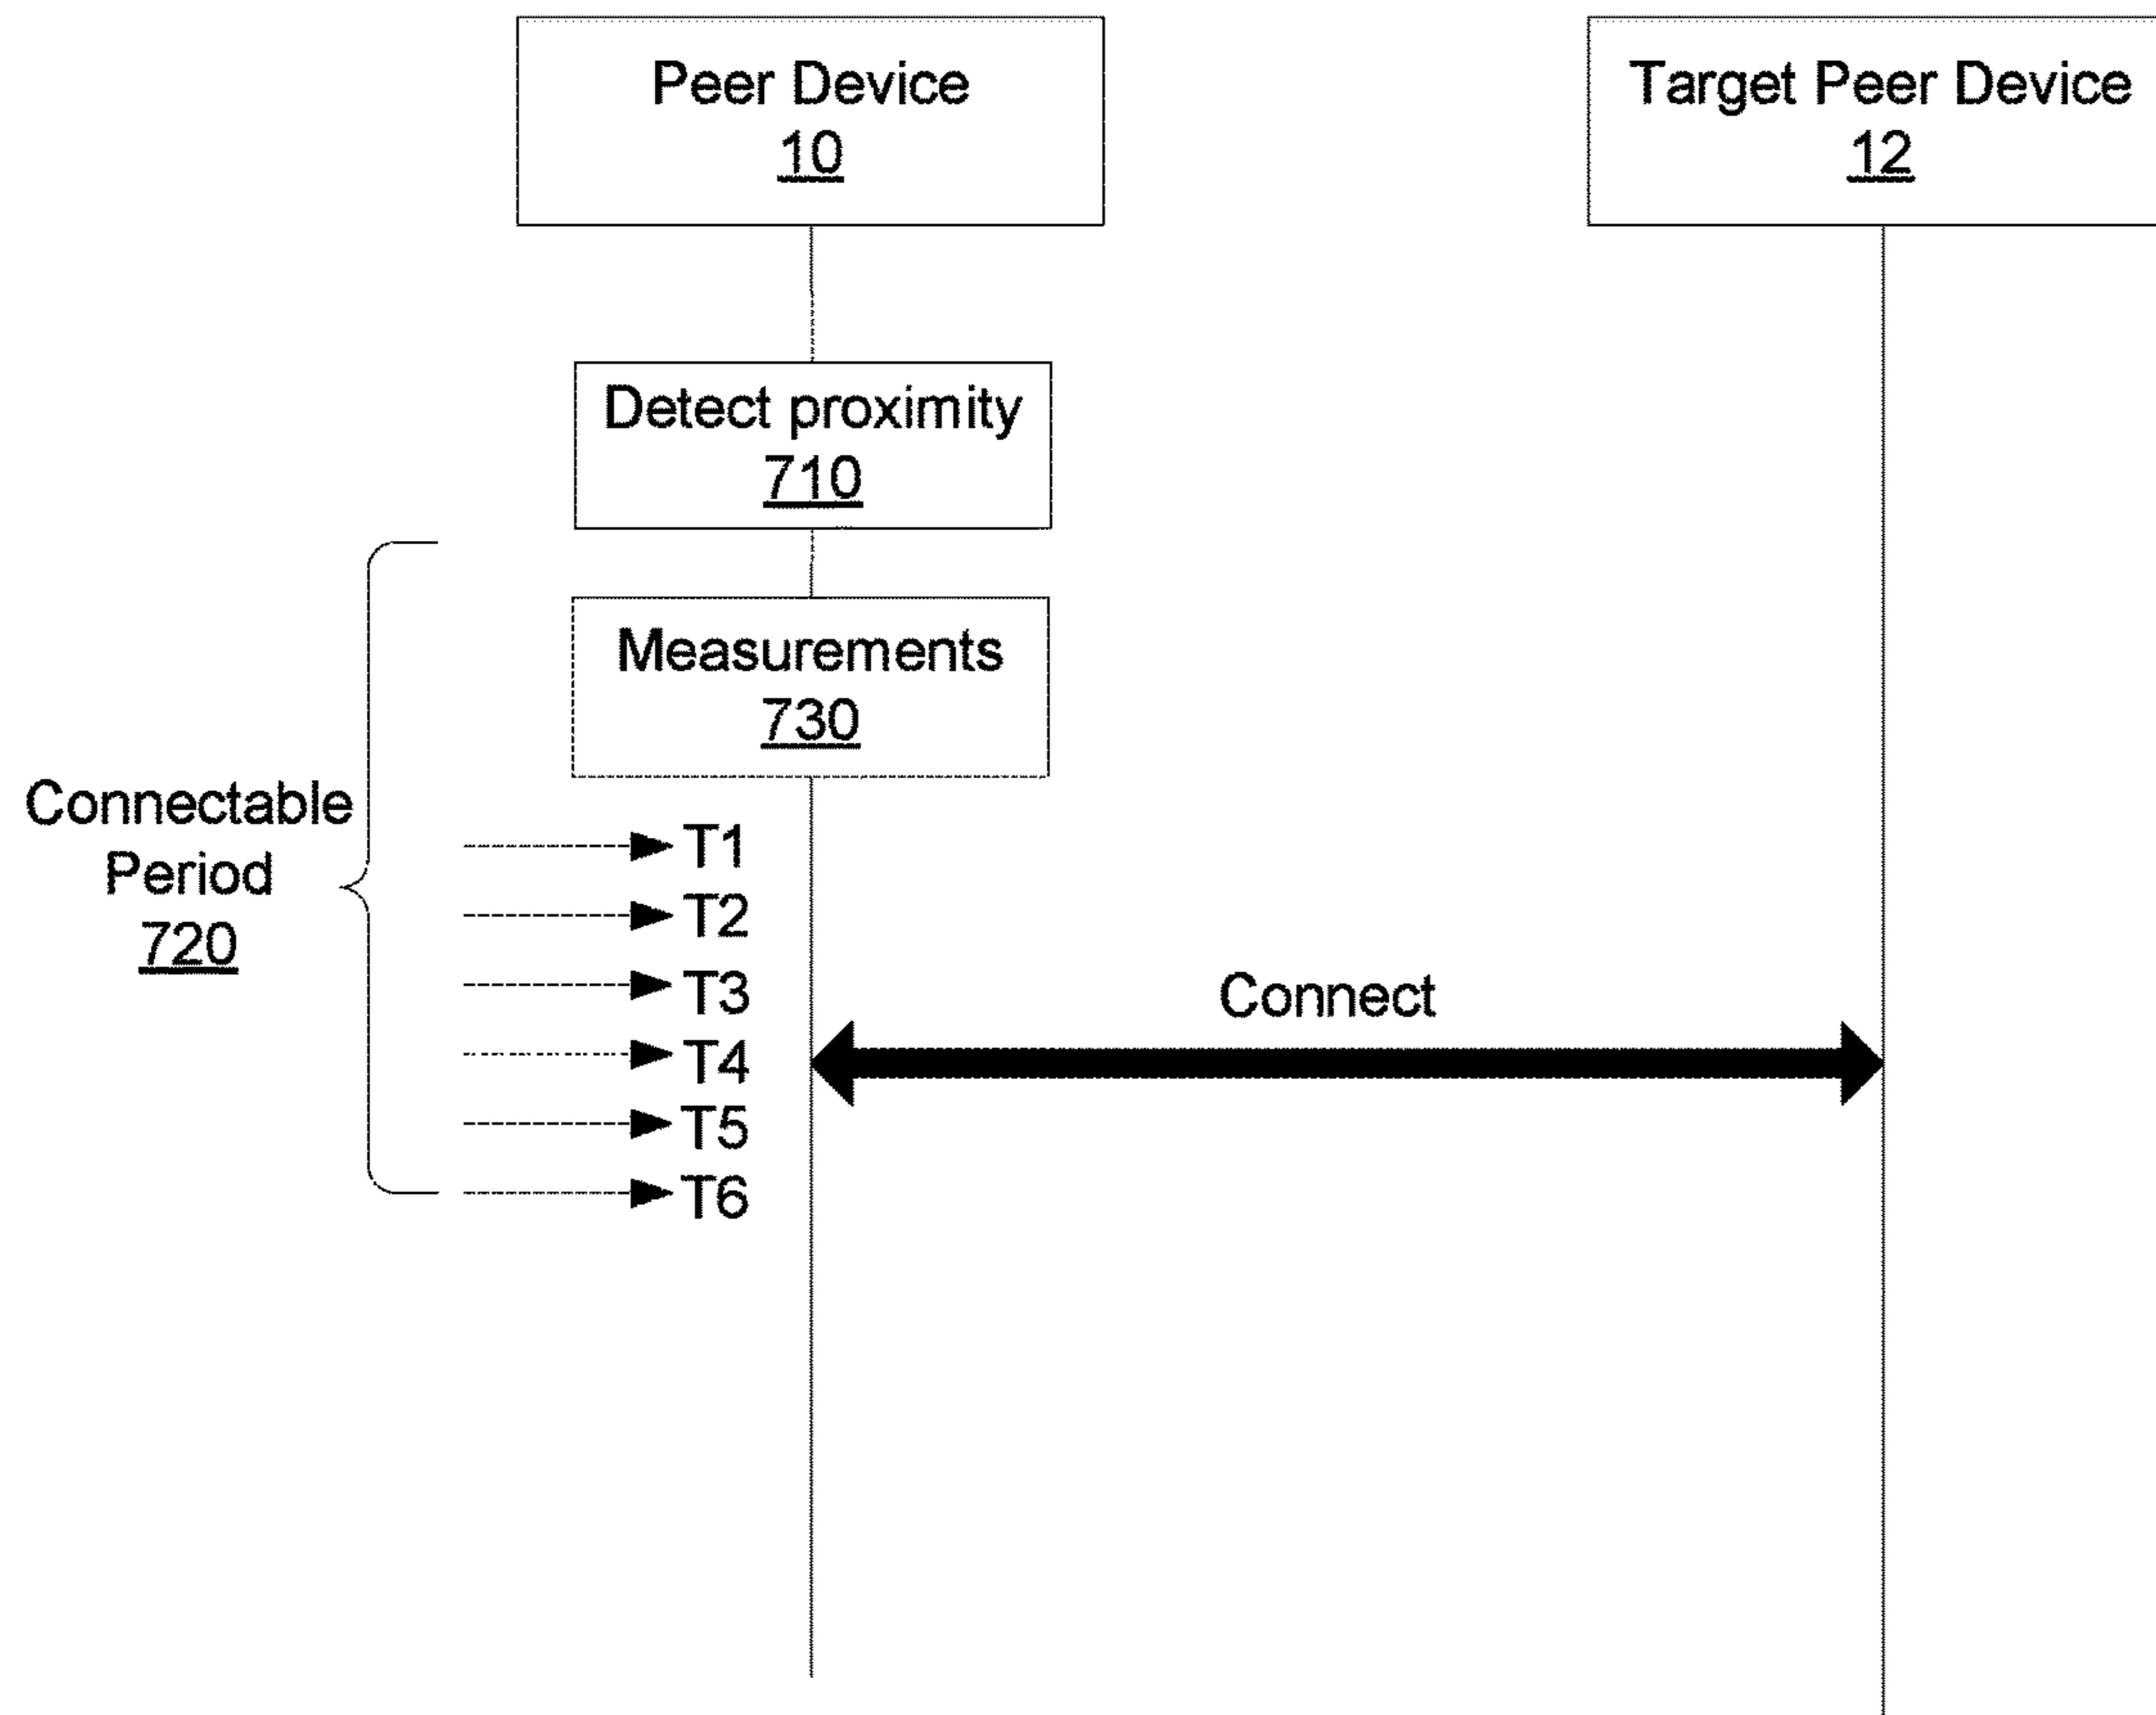 Peer Device
10
Target Peer Device
12
Detect proximity
710
Measurements
730
Connectable
Period
720
T1
T2
T3
T4
T5
T6
Connect